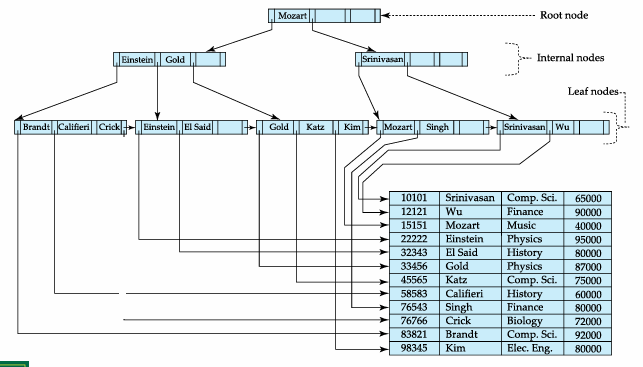 Mozart
Root node
Einstein Gold
Srinivasan
Internal nodes
Leaf nodes
Brandt Califieri Crick
Einstein El Said
Gold Katz Kim
Mozart Singh
Srinivasan Wu
10101 Srinivasan Comp. Sci. 65000
12121 Wu Finance 90000
15151 Mozart Music 40000
22222 Einstein Physics 95000
32343 El Said History 80000
33456 Gold Physics 87000
45565 Katz Comp. Sci. 75000
58583 Califieri History 60000
76543 Singh Finance 80000
76766 Crick Biology 72000
83821 Brandt Comp. Sci. 92000
98345 Kim Elec. Eng. 80000